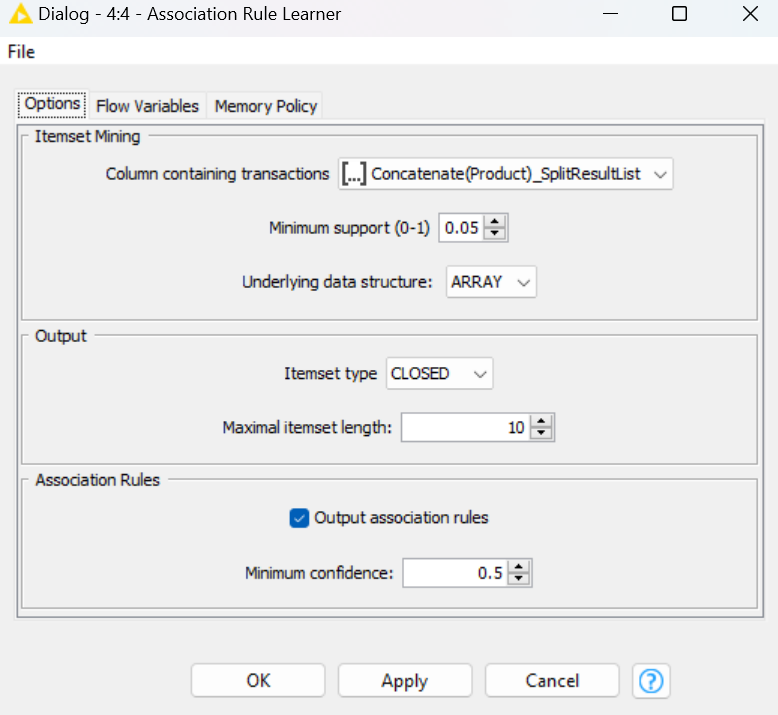 Dialog - 4:4 - Association Rule Learner
File
Options Flow Variables Memory Policy
Itemset Mining
Column containing transactions [...] Concatenate(Product)_SplitResultList
Minimum support (0-1) 0.05
Underlying data structure: ARRAY
Output
Itemset type CLOSED
Maximal itemset length: 10
Association Rules
Output association rules
Minimum confidence: 0.5
OK Apply Cancel ?